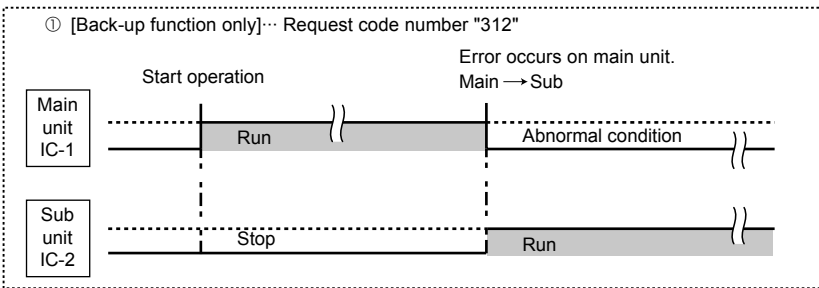 ① [Back-up function only]··· Request code number "312"
Error occurs on main unit.
Start operation
Main → Sub
Main
unit
IC-1
Run
Abnormal condition
Sub
unit
IC-2
Stop
Run